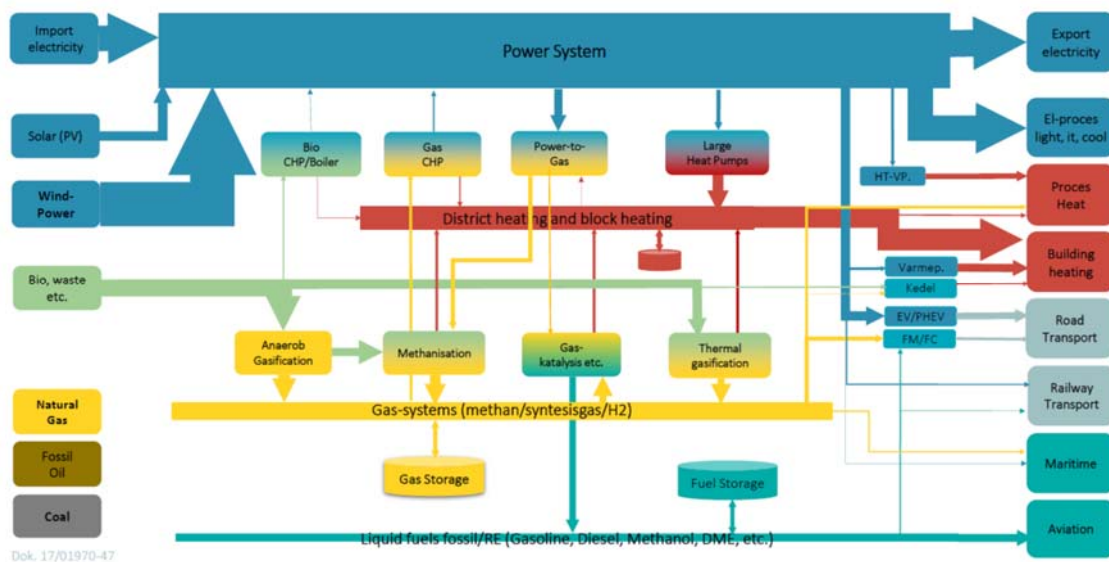 Import
electricity
Power System
Export
electricity
Solar (PV)
Bio
CHP/Boiler
Gas
CHP
Power-to-
Gas
Large
Heat Pumps
El-proces
light, it, cool
Wind-
Power
HT-VP.
Proces
Heat
District heating and block heating
Bio, waste
etc.
Varmep.
Kedel
Building
heating
EV/PHEV
FM/FC
Road
Transport
Anaerob
Gasification
Methanisation
Gas-
katalysis etc.
Thermal
gasification
Natural
Gas
Gas-systems (methan/syntesisgas/H2)
Railway
Transport
Fossil
Oil
Gas Storage
Fuel Storage
Maritime
Coal
Liquid fuels fossil/RE (Gasoline, Diesel, Methanol, DME, etc.)
Aviation
Dok. 17/01970-47